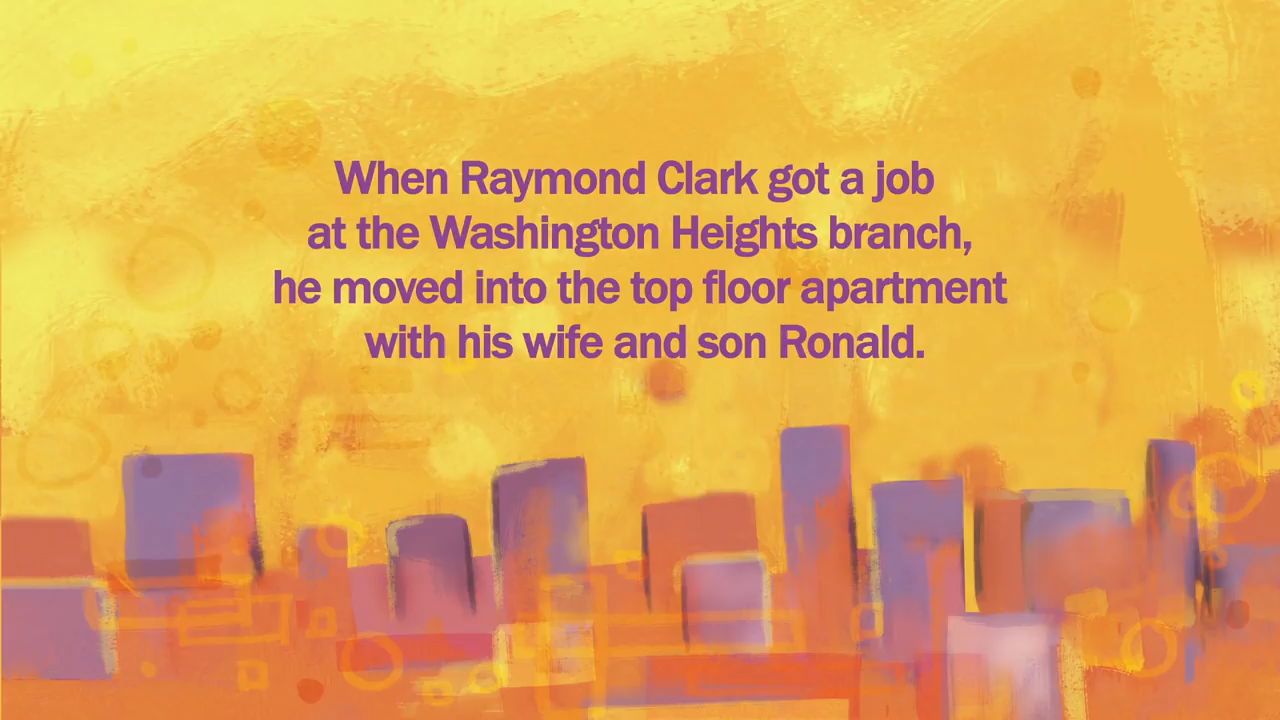 When Raymond Clark got a job
at the Washington Heights branch,
he moved into the top floor apartment
with his wife and son Ronald.